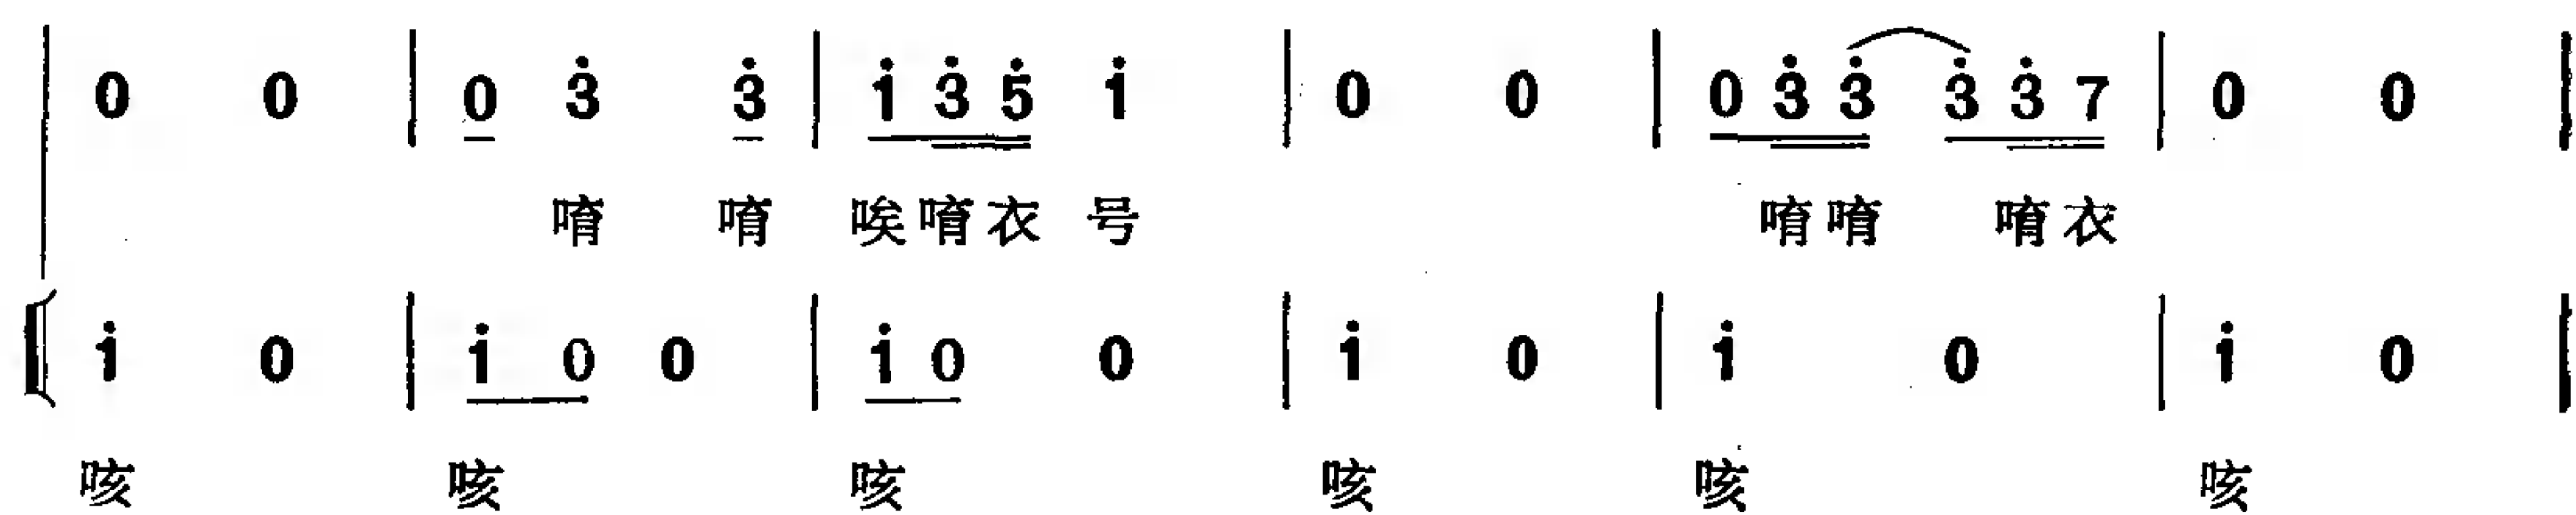 0 0 | 0 3̇ 3̇ | 1̇ 3̇ 5̇ 1̇ | 0 0 | 0 3̇ 3̇ 3̇ 3̇ 7 | 0 0 |
唷 唷 唉唷衣 号 唷唷 唷衣
1̇ 0 | 1̇ 0 0 | 1̇ 0 0 | 1̇ 0 | 1̇ 0 | 1̇ 0 |
咳 咳 咳 咳 咳 咳